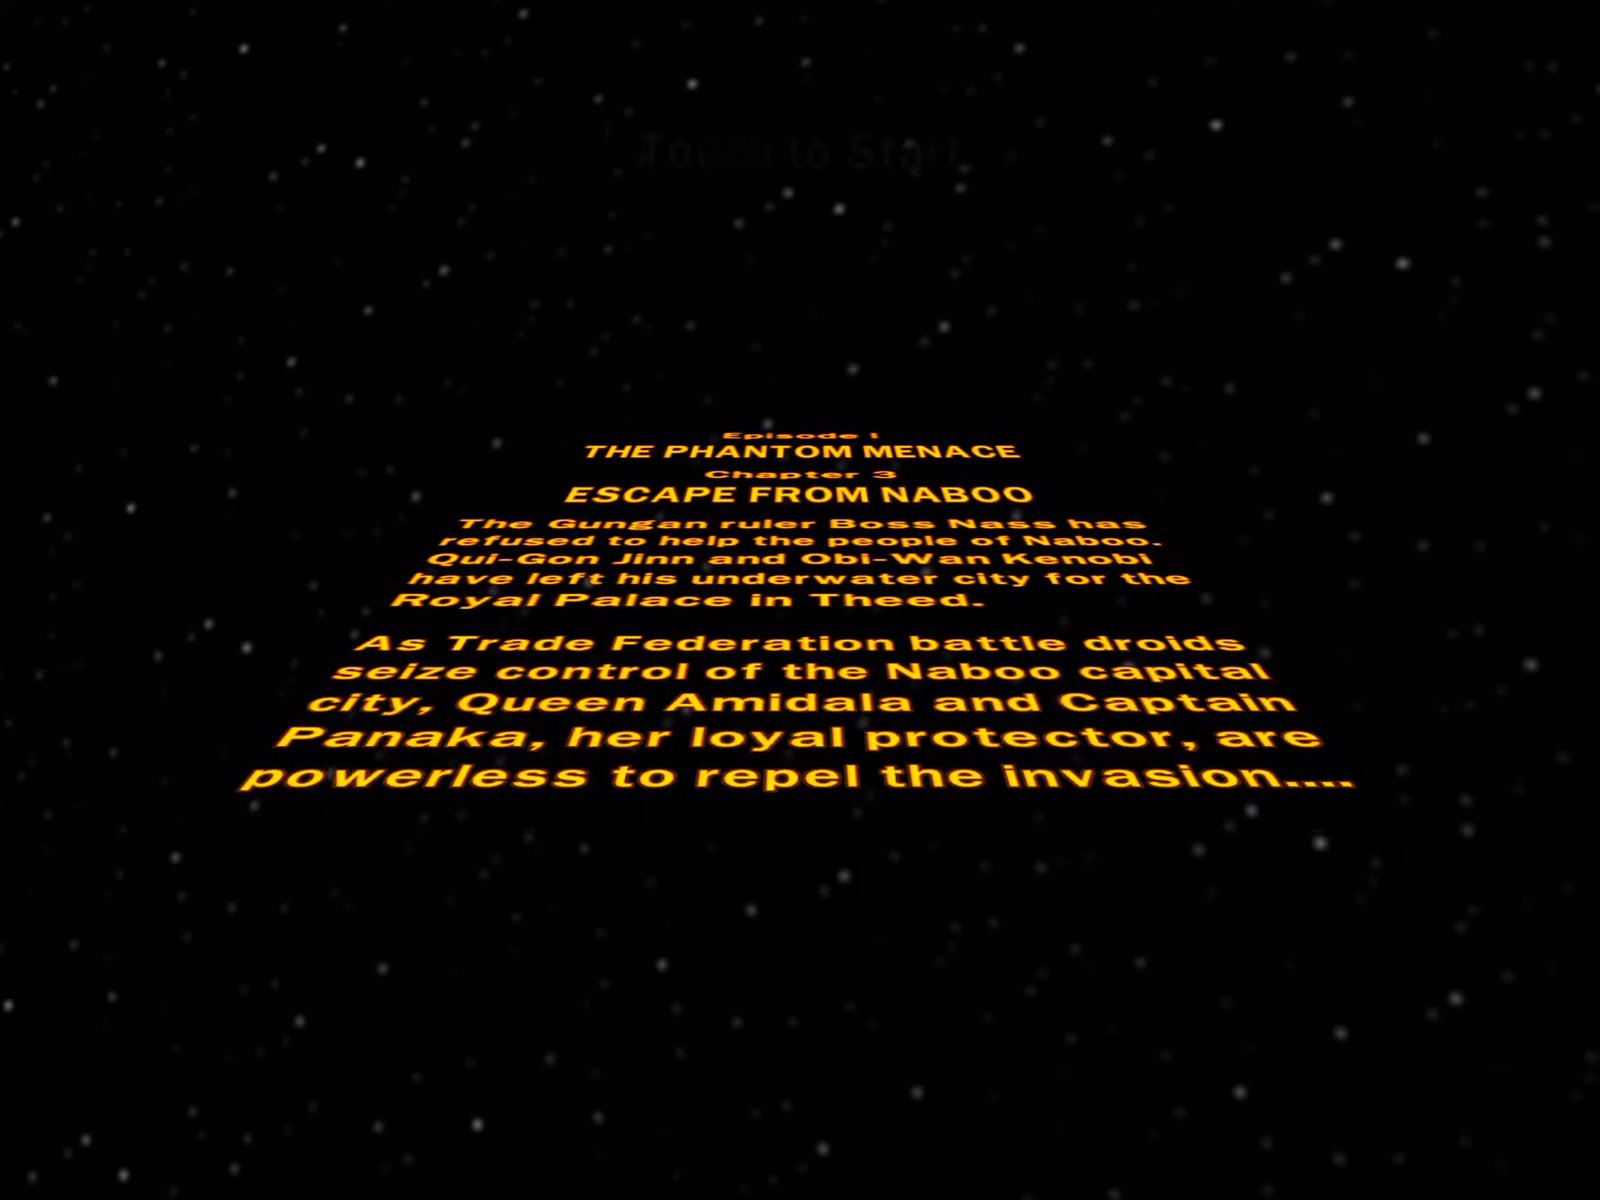 Touch to Start
Episode I
THE PHANTOM MENACE
Chapter 3
ESCAPE FROM NABOO
The Gungan ruler Boss Nass has
refused to help the people of Naboo.
Qui-Gon Jinn and Obi-Wan Kenobi
have left his underwater city for the
Royal Palace in Theed.
As Trade Federation battle droids
seize control of the Naboo capital
city, Queen Amidala and Captain
Panaka, her loyal protector, are
powerless to repel the invasion....